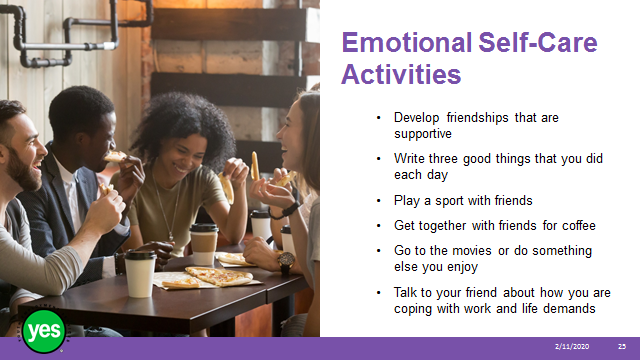 Emotional Self-Care
Activities
• Develop friendships that are
supportive
• Write three good things that you did
each day
• Play a sport with friends
• Get together with friends for coffee
• Go to the movies or do something
else you enjoy
• Talk to your friend about how you are
coping with work and life demands
yes
2/11/2020
25